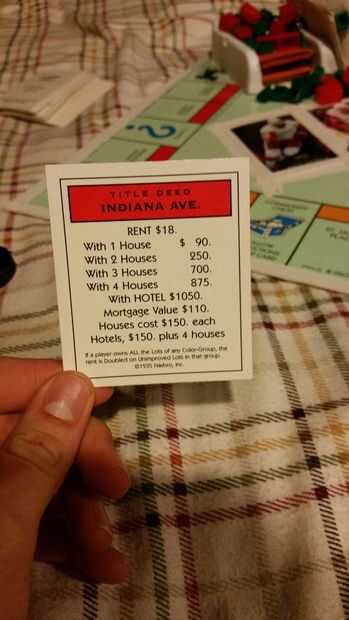 TITLE DEED
INDIANA AVE.
RENT $18.
With 1 House $ 90.
With 2 Houses 250.
With 3 Houses 700.
With 4 Houses 875.
With HOTEL $1050.
Mortgage Value $110.
Houses cost $150. each
Hotels, $150. plus 4 houses
If a player owns ALL the Lots of any Color-Group, the
rent is Doubled on Unimproved Lots in that group.
?
COMMUNITY
CHEST